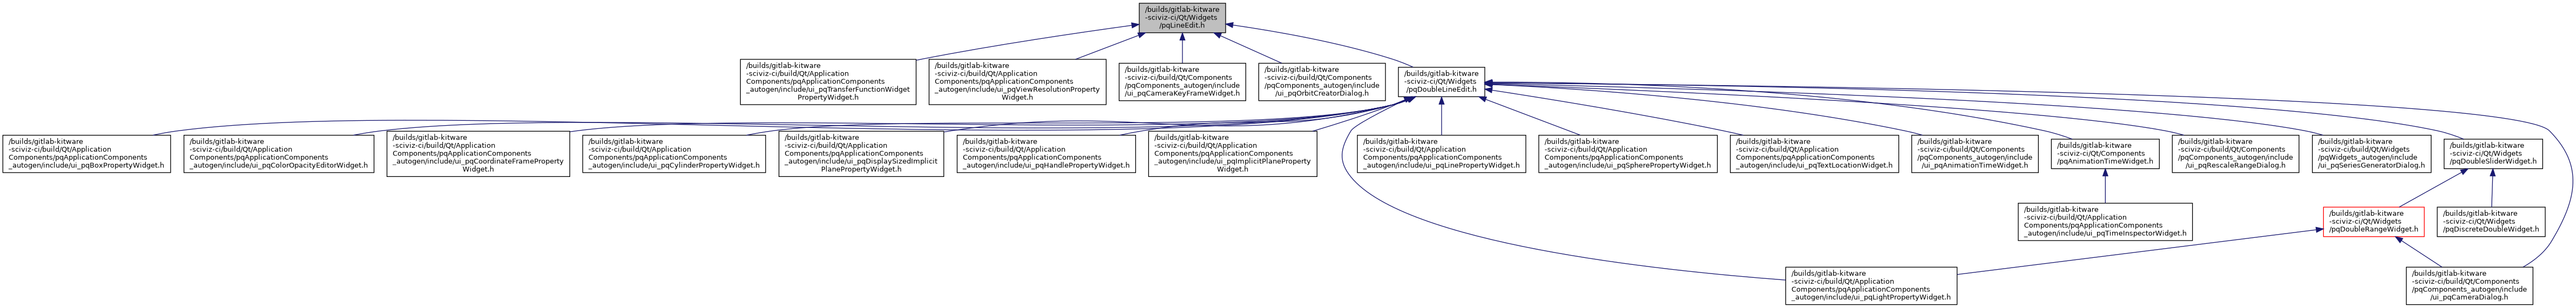 /builds/gitlab-kitware
-sciviz-ci/Qt/Widgets
/pqLineEdit.h
/builds/gitlab-kitware
-sciviz-ci/build/Qt/Application
Components/pqApplicationComponents
_autogen/include/ui_pqTransferFunctionWidget
PropertyWidget.h
/builds/gitlab-kitware
-sciviz-ci/build/Qt/Application
Components/pqApplicationComponents
_autogen/include/ui_pqViewResolutionProperty
Widget.h
/builds/gitlab-kitware
-sciviz-ci/build/Qt/Components
/pqComponents_autogen/include
/ui_pqCameraKeyFrameWidget.h
/builds/gitlab-kitware
-sciviz-ci/build/Qt/Components
/pqComponents_autogen/include
/ui_pqOrbitCreatorDialog.h
/builds/gitlab-kitware
-sciviz-ci/Qt/Widgets
/pqDoubleLineEdit.h
/builds/gitlab-kitware
-sciviz-ci/build/Qt/Application
Components/pqApplicationComponents
_autogen/include/ui_pqBoxPropertyWidget.h
/builds/gitlab-kitware
-sciviz-ci/build/Qt/Application
Components/pqApplicationComponents
_autogen/include/ui_pqColorOpacityEditorWidget.h
/builds/gitlab-kitware
-sciviz-ci/build/Qt/Application
Components/pqApplicationComponents
_autogen/include/ui_pqCoordinateFrameProperty
Widget.h
/builds/gitlab-kitware
-sciviz-ci/build/Qt/Application
Components/pqApplicationComponents
_autogen/include/ui_pqCylinderPropertyWidget.h
/builds/gitlab-kitware
-sciviz-ci/build/Qt/Application
Components/pqApplicationComponents
_autogen/include/ui_pqDisplaySizedImplicit
PlanePropertyWidget.h
/builds/gitlab-kitware
-sciviz-ci/build/Qt/Application
Components/pqApplicationComponents
_autogen/include/ui_pqHandlePropertyWidget.h
/builds/gitlab-kitware
-sciviz-ci/build/Qt/Application
Components/pqApplicationComponents
_autogen/include/ui_pqImplicitPlaneProperty
Widget.h
/builds/gitlab-kitware
-sciviz-ci/build/Qt/Application
Components/pqApplicationComponents
_autogen/include/ui_pqLinePropertyWidget.h
/builds/gitlab-kitware
-sciviz-ci/build/Qt/Application
Components/pqApplicationComponents
_autogen/include/ui_pqSpherePropertyWidget.h
/builds/gitlab-kitware
-sciviz-ci/build/Qt/Application
Components/pqApplicationComponents
_autogen/include/ui_pqTextLocationWidget.h
/builds/gitlab-kitware
-sciviz-ci/build/Qt/Components
/pqComponents_autogen/include
/ui_pqAnimationTimeWidget.h
/builds/gitlab-kitware
-sciviz-ci/Qt/Components
/pqAnimationTimeWidget.h
/builds/gitlab-kitware
-sciviz-ci/build/Qt/Components
/pqComponents_autogen/include
/ui_pqRescaleRangeDialog.h
/builds/gitlab-kitware
-sciviz-ci/build/Qt/Widgets
/pqWidgets_autogen/include
/ui_pqSeriesGeneratorDialog.h
/builds/gitlab-kitware
-sciviz-ci/Qt/Widgets
/pqDoubleSliderWidget.h
/builds/gitlab-kitware
-sciviz-ci/build/Qt/Application
Components/pqApplicationComponents
_autogen/include/ui_pqTimeInspectorWidget.h
/builds/gitlab-kitware
-sciviz-ci/Qt/Widgets
/pqDoubleRangeWidget.h
/builds/gitlab-kitware
-sciviz-ci/Qt/Widgets
/pqDiscreteDoubleWidget.h
/builds/gitlab-kitware
-sciviz-ci/build/Qt/Application
Components/pqApplicationComponents
_autogen/include/ui_pqLightPropertyWidget.h
/builds/gitlab-kitware
-sciviz-ci/build/Qt/Components
/pqComponents_autogen/include
/ui_pqCameraDialog.h